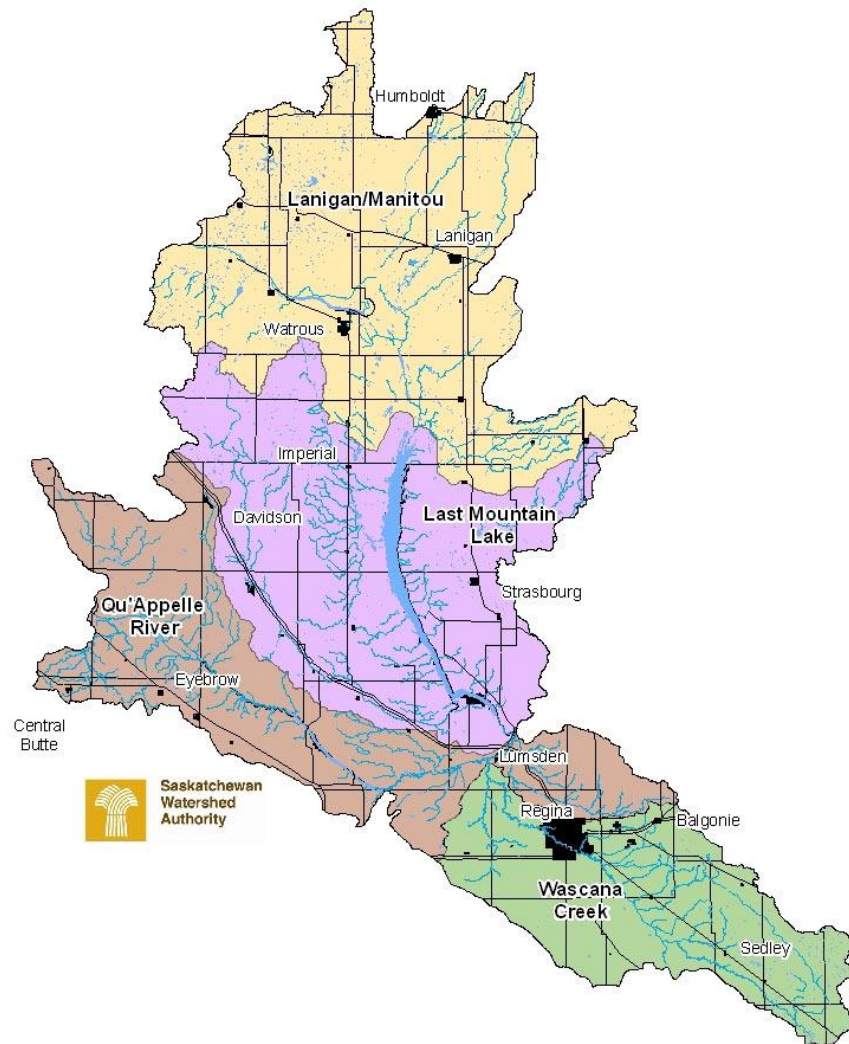 Humboldt
Lanigan/Manitou
Lanigan
Watrous
Imperial
Davidson
Last Mountain
Lake
Strasbourg
Qu'Appelle
River
Eyebrow
Central
Butte
Lumsden
Saskatchewan
Watershed
Authority
Regina
Balgonie
Wascana
Creek
Sedley